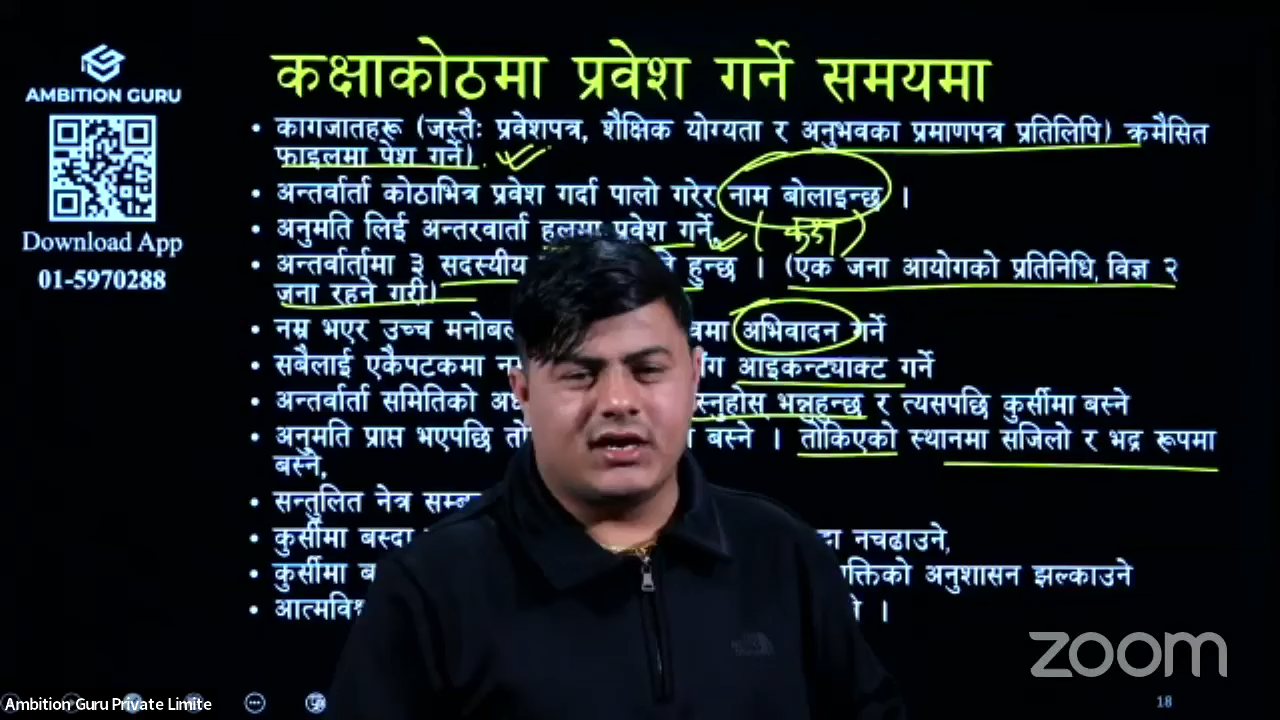 कक्षाकोठमा प्रवेश गर्ने समयमा
AMBITION GURU
Download App
01-5970288
• कागजातहरू (जस्तैः प्रवेशपत्र, शैक्षिक योग्यता र अनुभवका प्रमाणपत्र प्रतिलिपि) क्रमैसित
फाइलमा पेश गर्ने) .
• अन्तर्वार्ता कोठाभित्र प्रवेश गर्दा पालो गरेर नाम बोलाइन्छ ।
• अनुमति लिई अन्तरवार्ता हलमा प्रवेश गर्ने,
• अन्तर्वार्तामा ३ सदस्यीय हुन्छ । (एक जना आयोगको प्रतिनिधि, विज्ञ २
जना रहने गरी)
• नम्र भएर उच्च मनोबल अभिवादन गर्ने
• सबैलाई एकैपटकमा आइकन्ट्याक्ट गर्ने
• अन्तर्वार्ता समितिको भन्नुहुन्छ र त्यसपछि कुर्सीमा बस्ने
• अनुमति प्राप्त भएपछि बस्ने । तोकिएको स्थानमा सजिलो र भद्र रूपमा
बस्ने,
• सन्तुलित नेत्र
• कुर्सीमा बस्दा नचढाउने,
• कुर्सीमा अनुशासन झल्काउने
•
zoom
Ambition Guru Private Limite
18